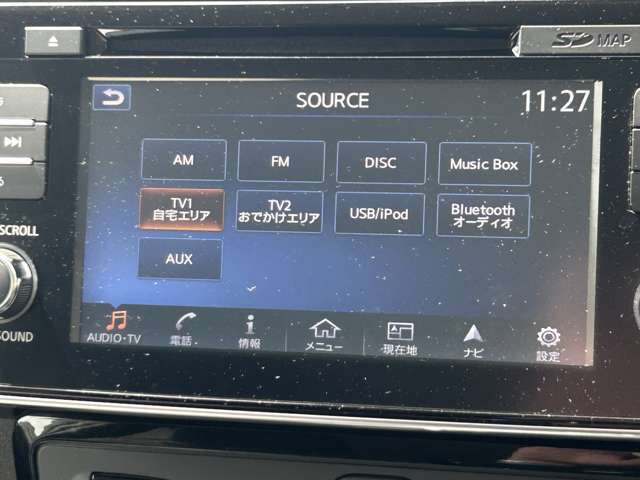 SD MAP
SOURCE
11:27
AM
FM
DISC
Music Box
TV1
自宅エリア
TV2
おでかけエリア
USB/iPod
Bluetooth
オーディオ
AUX
SCROLL
SOUND
AUDIO・TV
電話
情報
メニュー
現在地
ナビ
設定